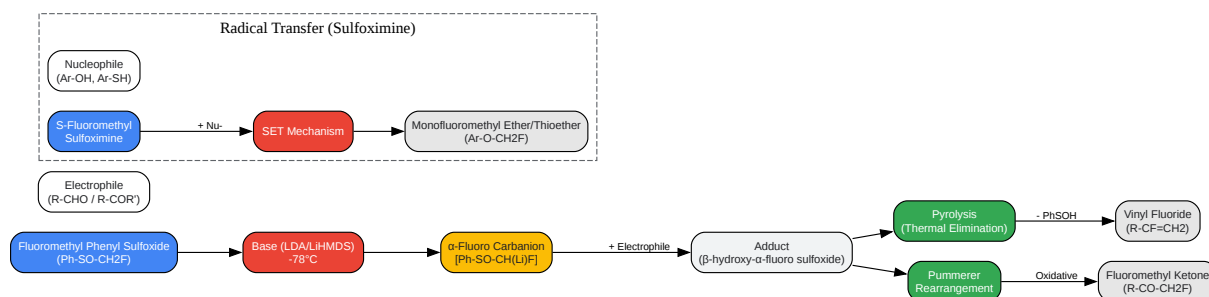 Radical Transfer (Sulfoximine)
Nucleophile
(Ar-OH, Ar-SH)
S-Fluoromethyl
Sulfoximine
+ Nu-
SET Mechanism
Monofluoromethyl Ether/Thioether
(Ar-O-CH2F)
Electrophile
(R-CHO / R-COR')
Fluoromethyl Phenyl Sulfoxide
(Ph-SO-CH2F)
Base (LDA/LiHMDS)
-78°C
α-Fluoro Carbanion
[Ph-SO-CH(Li)F]
+ Electrophile
Adduct
(β-hydroxy-α-fluoro sulfoxide)
Pyrolysis
(Thermal Elimination)
- PhSOH
Vinyl Fluoride
(R-CF=CH2)
Pummerer
Rearrangement
Oxidative
Fluoromethyl Ketone
(R-CO-CH2F)